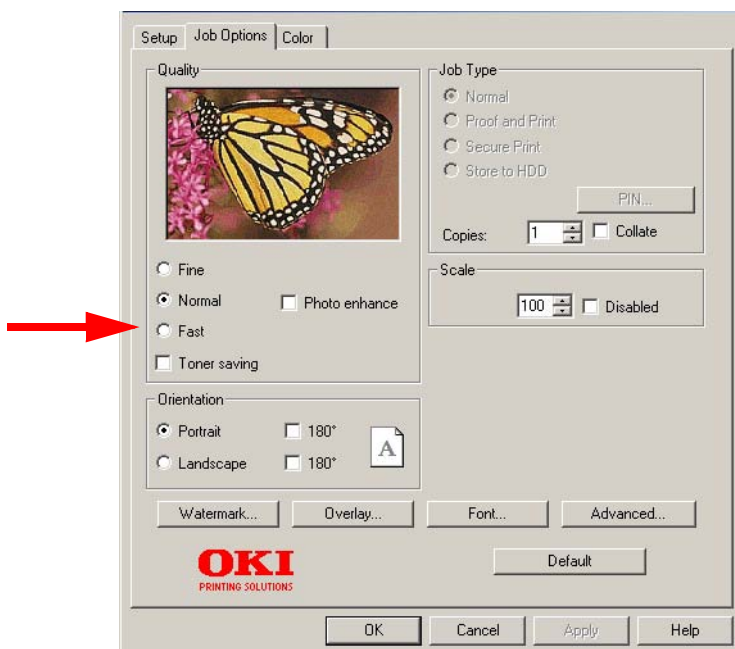 Setup Job Options Color
Quality
Fine
Normal Photo enhance
Fast
Toner saving
Orientation
Portrait 180°
Landscape 180°
A
Job Type
Normal
Proof and Print
Secure Print
Store to HDD
PIN...
Copies: 1 Collate
Scale
100 Disabled
Watermark... Overlay... Font... Advanced...
OKI
PRINTING SOLUTIONS
Default
OK Cancel Apply Help